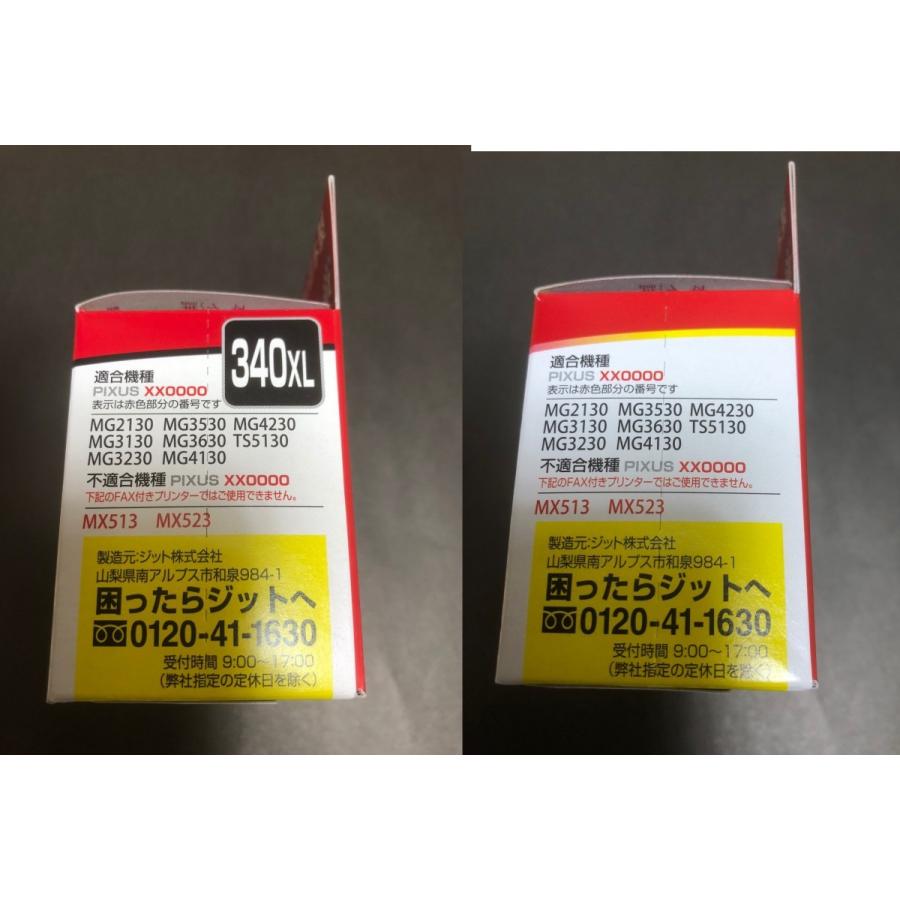 340XL
適合機種
PIXUS XX0000
表示は赤色部分の番号です
MG2130 MG3530 MG4230
MG3130 MG3630 TS5130
MG3230 MG4130
不適合機種 PIXUS XX0000
下記のFAX付きプリンターではご使用できません。
MX513 MX523
製造元:ジット株式会社
山梨県南アルプス市和泉984-1
困ったらジットへ
0120-41-1630
受付時間 9:00〜17:00
(弊社指定の定休日を除く)
適合機種
PIXUS XX0000
表示は赤色部分の番号です
MG2130 MG3530 MG4230
MG3130 MG3630 TS5130
MG3230 MG4130
不適合機種 PIXUS XX0000
下記のFAX付きプリンターではご使用できません。
MX513 MX523
製造元:ジット株式会社
山梨県南アルプス市和泉984-1
困ったらジットへ
0120-41-1630
受付時間 9:00〜17:00
(弊社指定の定休日を除く)